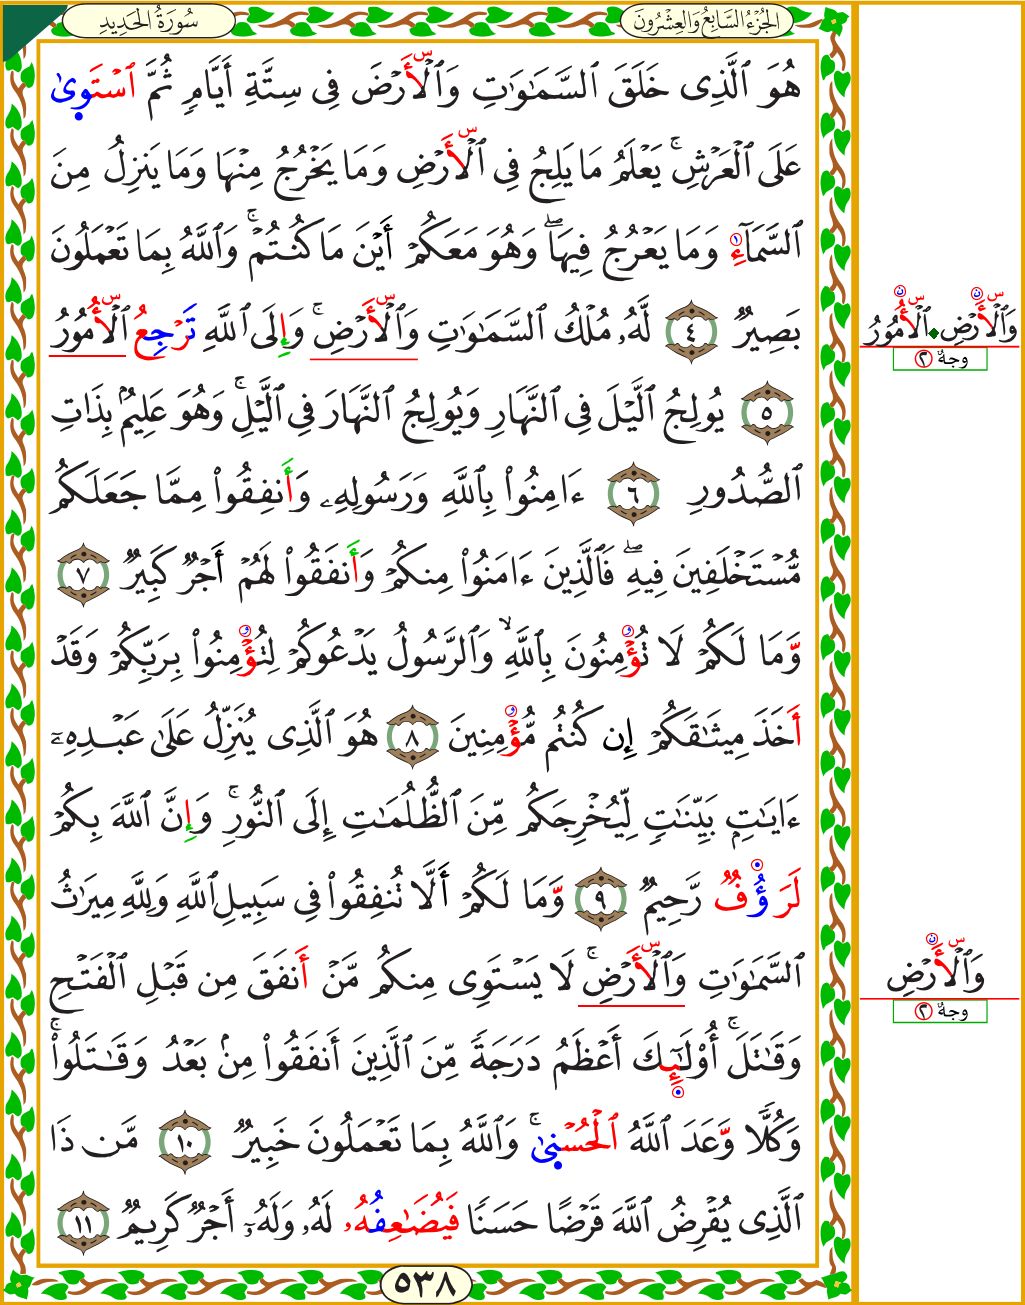 سُورَةُ الْحَدِيدِ
الجُزْءُ السَّابِعُ وَالْعِشْرُونَ
هُوَ ٱلَّذِى خَلَقَ ٱلسَّمَٰوَٰتِ وَٱلْأَرْضَ فِى سِتَّةِ أَيَّامٍ ثُمَّ ٱسْتَوِىٰ
عَلَى ٱلْعَرْشِ ۚ يَعْلَمُ مَا يَلِجُ فِى ٱلْأَرْضِ وَمَا يَخْرُجُ مِنْهَا وَمَا يَنزِلُ مِنَ
ٱلسَّمَآءِ وَمَا يَعْرُجُ فِيهَا ۖ وَهُوَ مَعَكُمْ أَيْنَ مَا كُنتُمْ ۚ وَٱللَّهُ بِمَا تَعْمَلُونَ
بَصِيرٌ ٤ لَّهُۥ مُلْكُ ٱلسَّمَٰوَٰتِ وَٱلْأَرْضِ ۚ وَإِلَى ٱللَّهِ تَرْجِعُ ٱلْأُمُورُ
٥ يُولِجُ ٱلَّيْلَ فِى ٱلنَّهَارِ وَيُولِجُ ٱلنَّهَارَ فِى ٱلَّيْلِ ۚ وَهُوَ عَلِيمٌۢ بِذَاتِ
ٱلصُّدُورِ ٦ ءَامِنُوا۟ بِٱللَّهِ وَرَسُولِهِۦ وَأَنفِقُوا۟ مِمَّا جَعَلَكُم
مُّسْتَخْلَفِينَ فِيهِ ۖ فَٱلَّذِينَ ءَامَنُوا۟ مِنكُمْ وَأَنفَقُوا۟ لَهُمْ أَجْرٌ كَبِيرٌ ٧
وَّمَا لَكُمْ لَا تُؤْمِنُونَ بِٱللَّهِ ۙ وَٱلرَّسُولُ يَدْعُوكُمْ لِتُؤْمِنُوا۟ بِرَبِّكُمْ وَقَدْ
أَخَذَ مِيثَٰقَكُمْ إِن كُنتُم مُّؤْمِنِينَ ٨ هُوَ ٱلَّذِى يُنَزِّلُ عَلَىٰ عَبْدِهِۦٓ
ءَايَٰتٍۭ بَيِّنَٰتٍ لِّيُخْرِجَكُم مِّنَ ٱلظُّلُمَٰتِ إِلَى ٱلنُّورِ ۚ وَإِنَّ ٱللَّهَ بِكُمْ
لَرَؤُفٌ رَّحِيمٌ ٩ وَّمَا لَكُمْ أَلَّا تُنفِقُوا۟ فِى سَبِيلِ ٱللَّهِ وَلِلَّهِ مِيرَٰثُ
ٱلسَّمَٰوَٰتِ وَٱلْأَرْضِ ۚ لَا يَسْتَوِى مِنكُم مَّنْ أَنفَقَ مِن قَبْلِ ٱلْفَتْحِ
وَقَٰتَلَ ۚ أُو۟لَٰٓئِكَ أَعْظَمُ دَرَجَةً مِّنَ ٱلَّذِينَ أَنفَقُوا۟ مِنۢ بَعْدُ وَقَٰتَلُوا۟ ۚ
وَكُلًّا وَّعَدَ ٱللَّهُ ٱلْحُسْنِىٰ ۚ وَٱللَّهُ بِمَا تَعْمَلُونَ خَبِيرٌ ١٠ مَّن ذَا
ٱلَّذِى يُقْرِضُ ٱللَّهَ قَرْضًا حَسَنًا فَيُضَٰعِفُهُۥ لَهُۥ وَلَهُۥٓ أَجْرٌ كَرِيمٌ ١١
٥٣٨
وَٱلْأَرْضِ ٱلْأُمُورُ
وجهٌ ٢
وَٱلْأَرْضِ
وجهٌ ٢